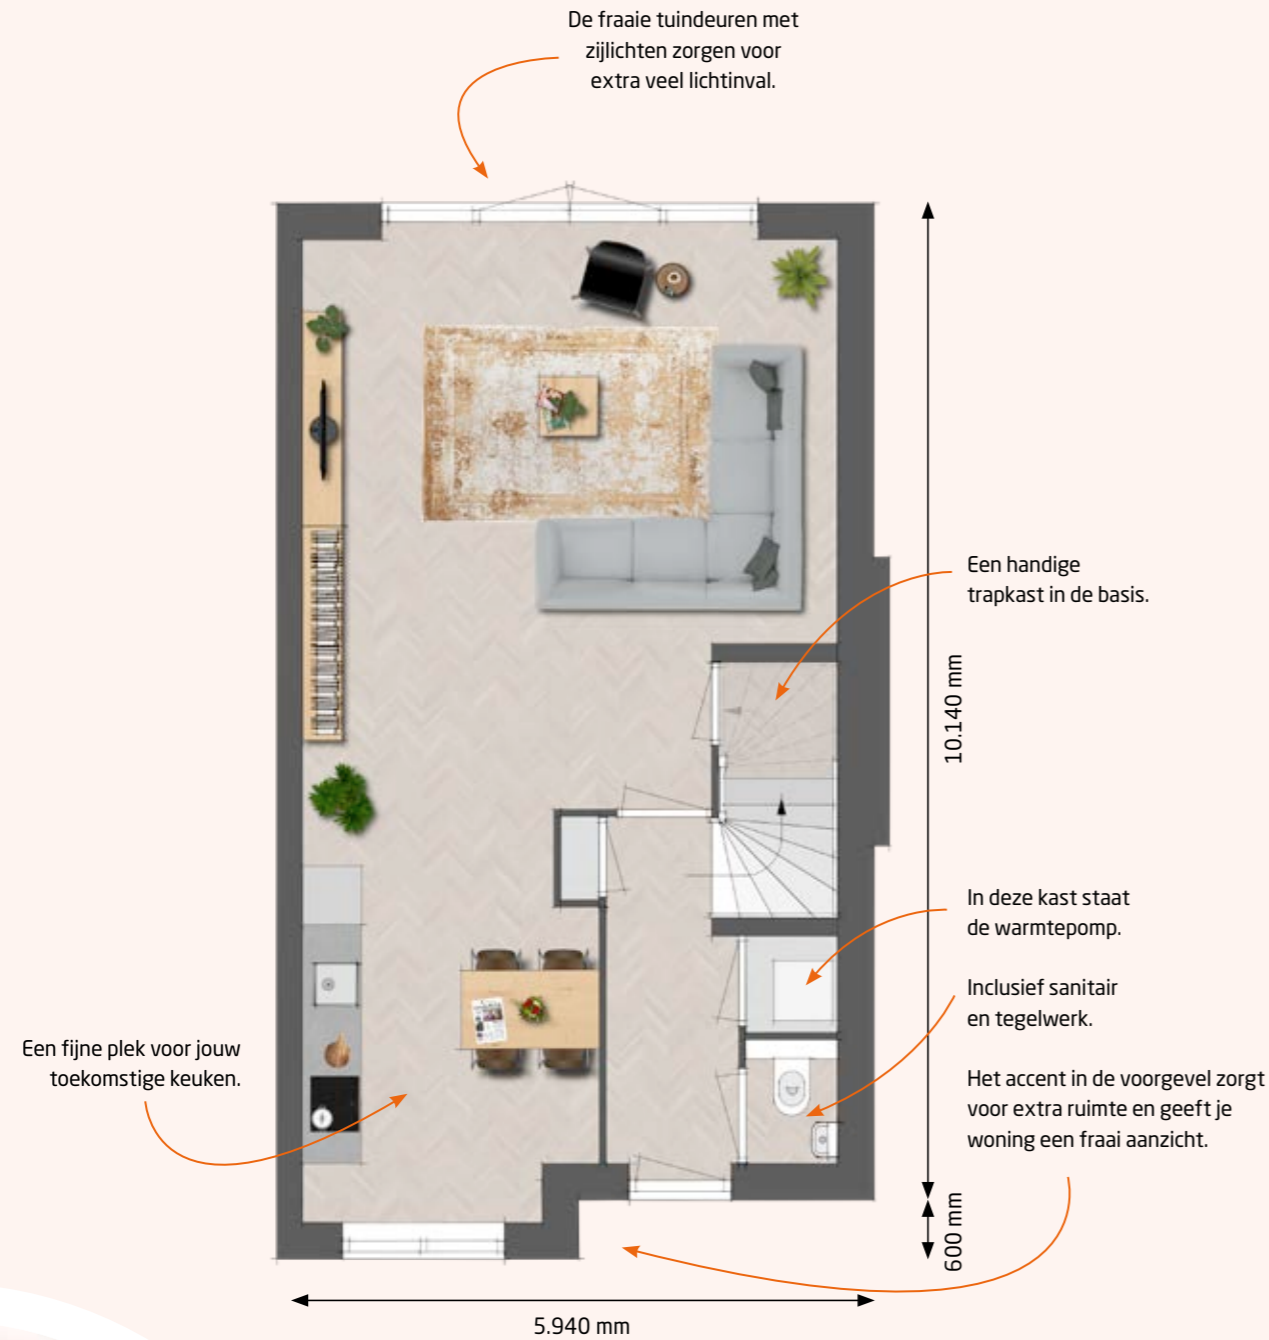 De fraaie tuindeuren met
zijlichten zorgen voor
extra veel lichtinval.
Een handige
trapkast in de basis.
10.140 mm
In deze kast staat
de warmtepomp.
Inclusief sanitair
en tegelwerk.
Een fijne plek voor jouw
toekomstige keuken.
Het accent in de voorgevel zorgt
voor extra ruimte en geeft je
woning een fraai aanzicht.
600 mm
5.940 mm